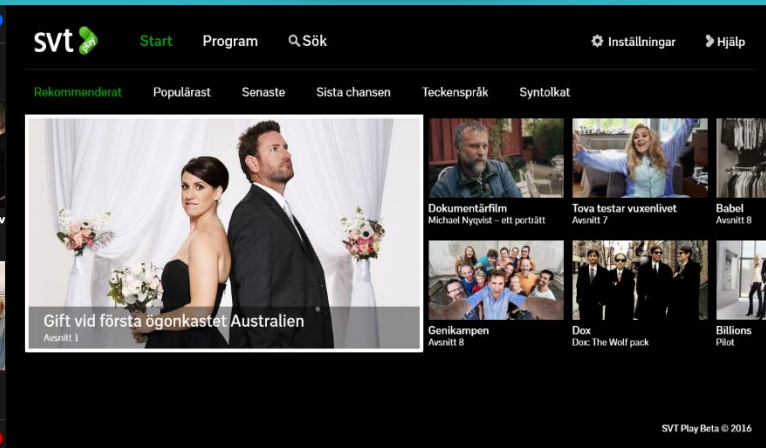 svt play
Start Program Sök
Inställningar Hjälp
Rekommenderat Populärast Senaste Sista chansen Teckenspråk Syntolkat
Gift vid första ögonkastet Australien
Avsnitt 1
Dokumentärfilm
Michael Nyqvist – ett porträtt
Tova testar vuxenlivet
Avsnitt 7
Babel
Avsnitt 8
Genikampen
Avsnitt 8
Dox
Dox: The Wolf pack
Billions
Pilot
SVT Play Beta © 2016